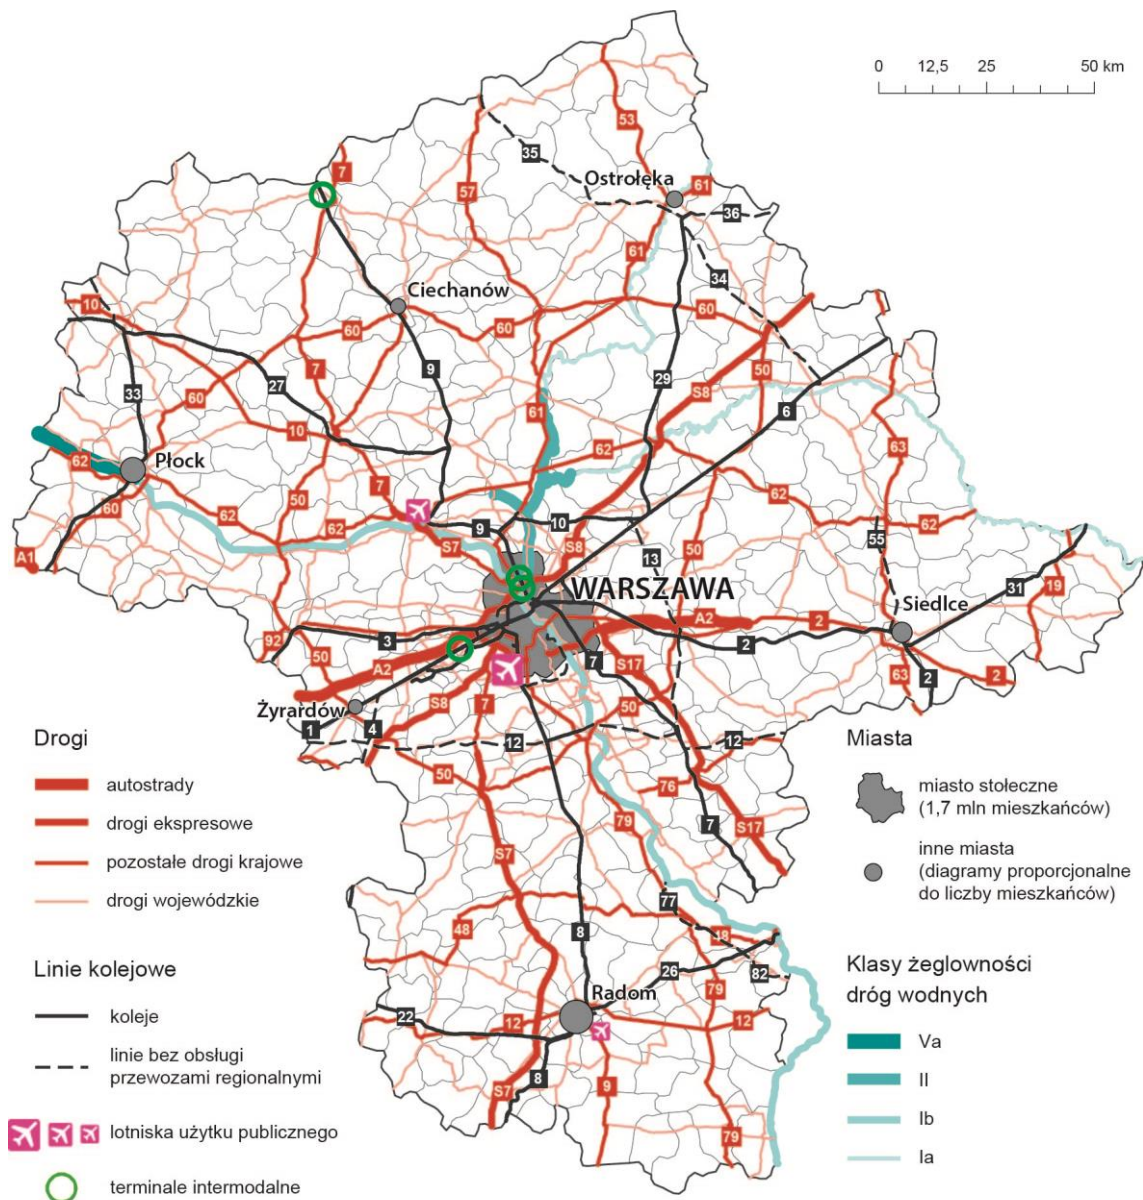 0 12,5 25 50 km
53
35
7
Ostrołęka
61
57
36
61
34
Ciechanów
10
60
60
60
7
9
50
27
29
S8
33
60
6
61
10
62
63
Płock
62
7
50
62
60
62
62
62
9
10
S7
S8
55
A1
50
13
WARSZAWA
31
19
Siedlce
A2
2
3
92
2
50
7
S17
A2
63
2
2
Żyrardów
S8
7
50
1
4
12
12
Drogi
autostrady
drogi ekspresowe
pozostałe drogi krajowe
drogi wojewódzkie
Linie kolejowe
koleje
linie bez obsługi
przewozami regionalnymi
lotniska użytku publicznego
terminale intermodalne
50
76
79
7
S17
S7
77
48
8
48
26
82
Radom
79
22
12
12
8
S7
9
79
Miasta
miasto stołeczne
(1,7 mln mieszkańców)
inne miasta
(diagramy proporcjonalne
do liczby mieszkańców)
Klasy żeglowności
dróg wodnych
Va
II
Ib
Ia